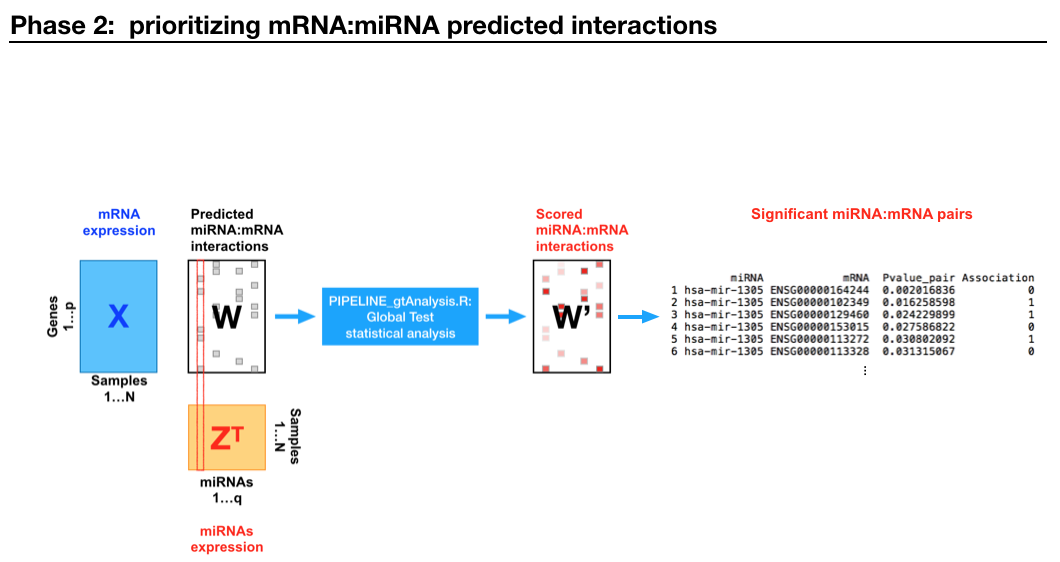 Phase 2:  prioritizing mRNA:miRNA predicted interactions
mRNA
expression
Genes
1...p
X
Samples
1...N
Predicted
miRNA:mRNA
interactions
W
ZT
Samples
1...N
miRNAs
1...q
miRNAs
expression
PIPELINE_gtAnalysis.R:
Global Test
statistical analysis
Scored
miRNA:mRNA
interactions
W'
Significant miRNA:mRNA pairs
miRNA mRNA Pvalue_pair Association
1 hsa-mir-1305 ENSG00000164244 0.002016836 0
2 hsa-mir-1305 ENSG00000102349 0.016258598 1
3 hsa-mir-1305 ENSG00000129460 0.024229899 1
4 hsa-mir-1305 ENSG00000153015 0.027586822 0
5 hsa-mir-1305 ENSG00000113272 0.030802092 1
6 hsa-mir-1305 ENSG00000113328 0.031315067 0
⋮